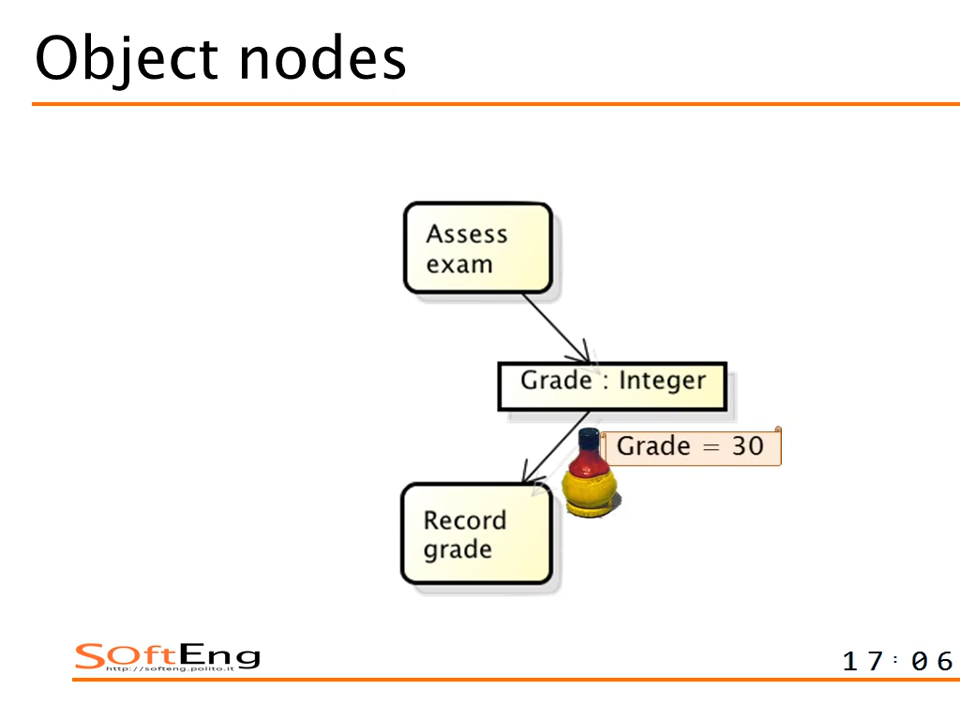 Object nodes
Assess
exam
Grade : Integer
Grade = 30
Record
grade
SOftEng
http://softeng.polito.it
17:06